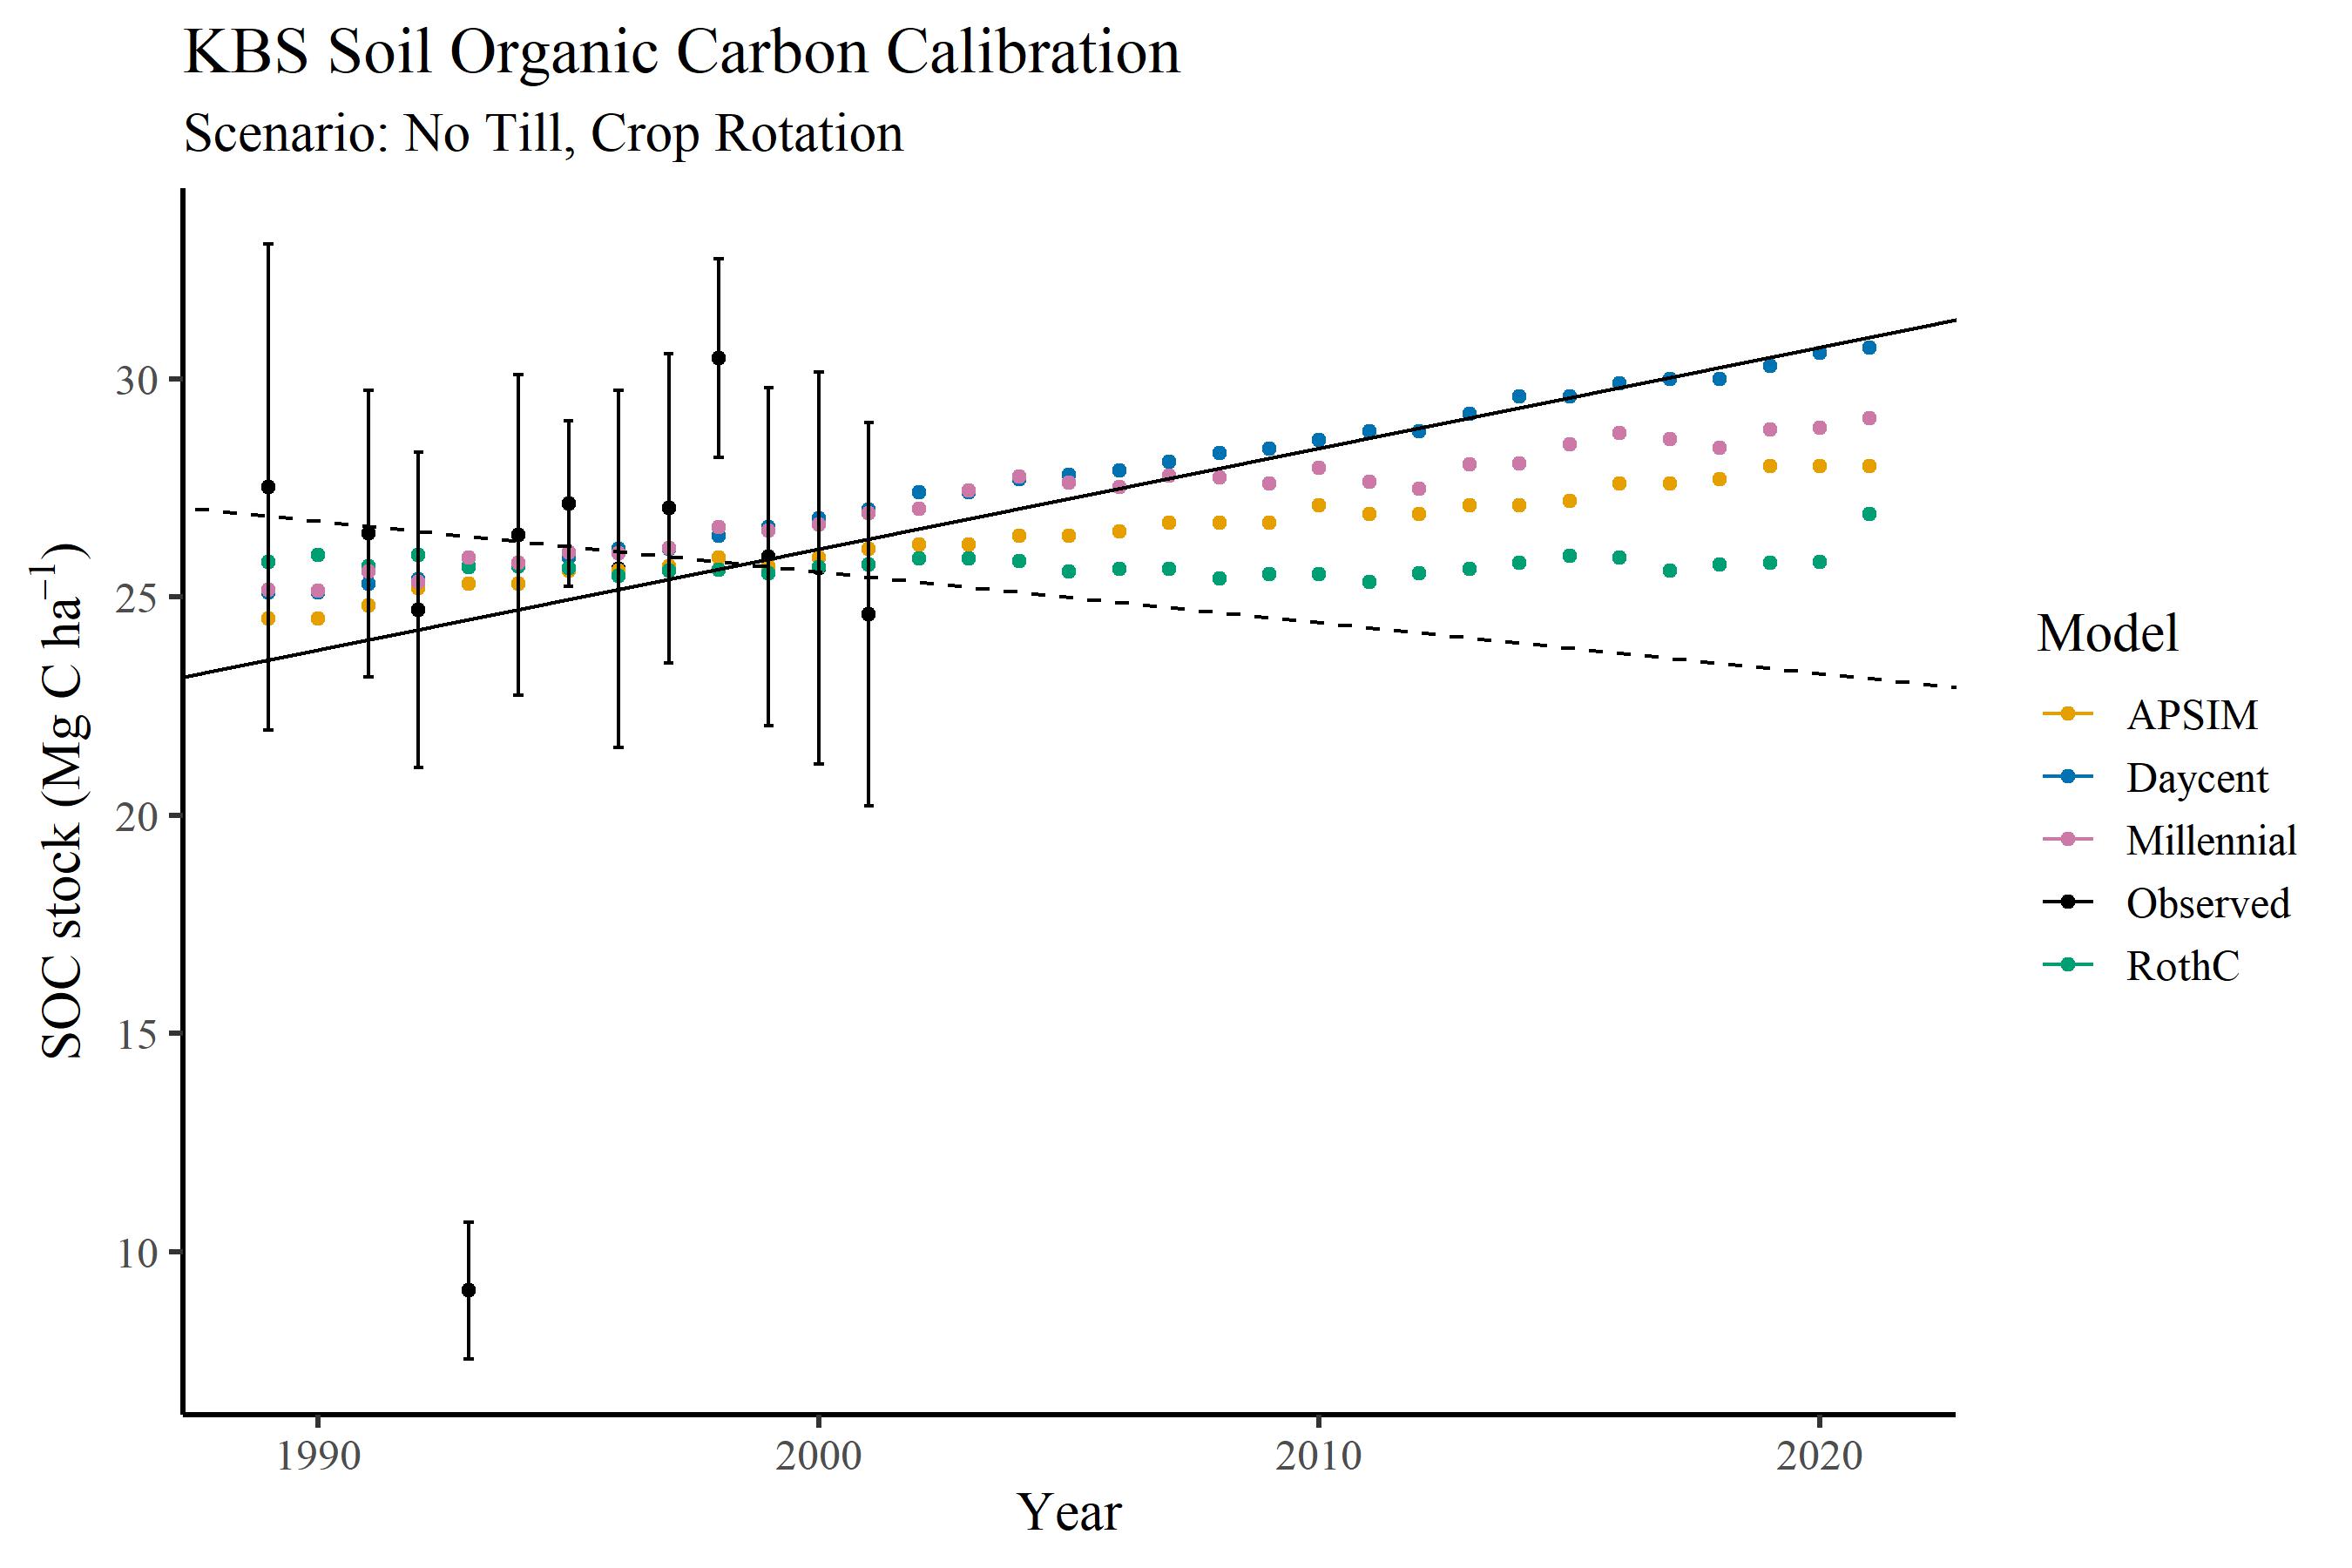 KBS Soil Organic Carbon Calibration
Scenario: No Till, Crop Rotation
SOC stock (Mg C ha⁻¹)
30
25
20
15
10
1990
2000
2010
2020
Year
Model
APSIM
Daycent
Millennial
Observed
RothC